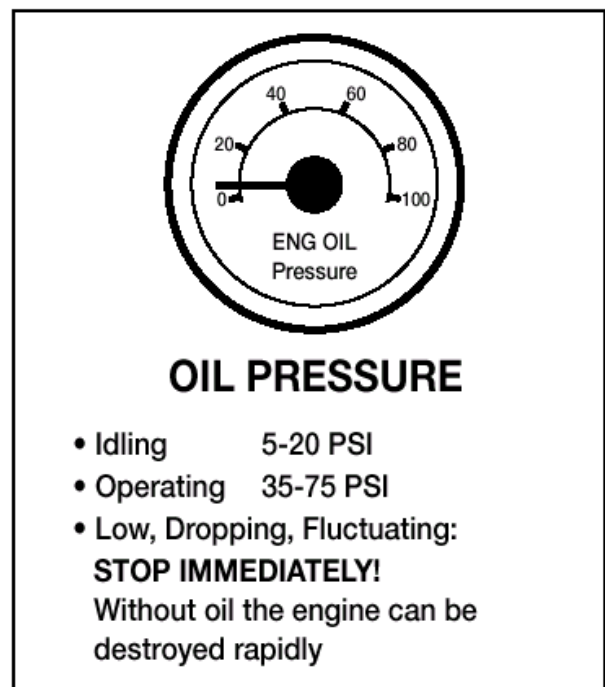 40 60
20 80
0 100
ENG OIL
Pressure
OIL PRESSURE
• Idling 5-20 PSI
• Operating 35-75 PSI
• Low, Dropping, Fluctuating:
STOP IMMEDIATELY!
Without oil the engine can be
destroyed rapidly